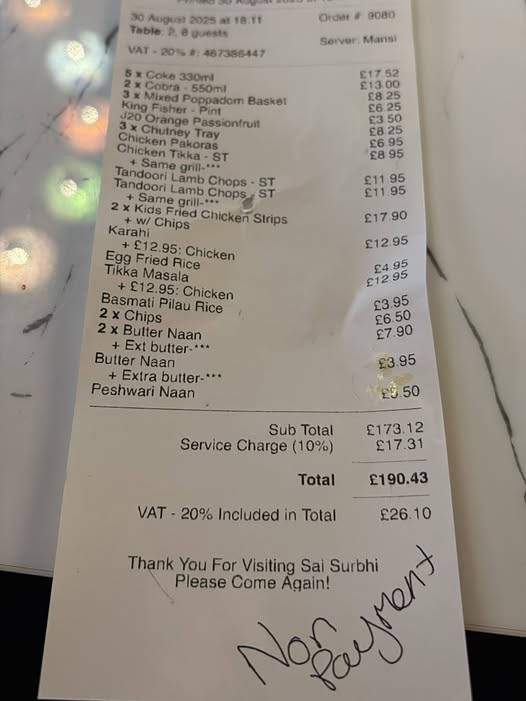 30 August 2025 at 18:11 Order #: 9080
Table: 2, 8 guests Server: Mansi
VAT - 20% #: 467386447
5 x Coke 330ml £17.52
2 x Cobra - 550ml £13.00
3 x Mixed Poppadom Basket £8.25
King Fisher - Pint £6.25
J20 Orange Passionfruit £3.50
3 x Chutney Tray £8.25
Chicken Pakoras £6.95
Chicken Tikka - ST £8.95
+ Same grill-***
Tandoori Lamb Chops - ST £11.95
Tandoori Lamb Chops - ST £11.95
+ Same grill-***
2 x Kids Fried Chicken Strips £17.90
+ w/ Chips
Karahi £12.95
+ £12.95: Chicken
Egg Fried Rice £4.95
Tikka Masala £12.95
+ £12.95: Chicken
Basmati Pilau Rice £3.95
2 x Chips £6.50
2 x Butter Naan £7.90
+ Ext butter-***
Butter Naan £3.95
+ Extra butter-***
Peshwari Naan £5.50
Sub Total £173.12
Service Charge (10%) £17.31
Total £190.43
VAT - 20% Included in Total £26.10
Thank You For Visiting Sai Surbhi
Please Come Again!
Non
Payment